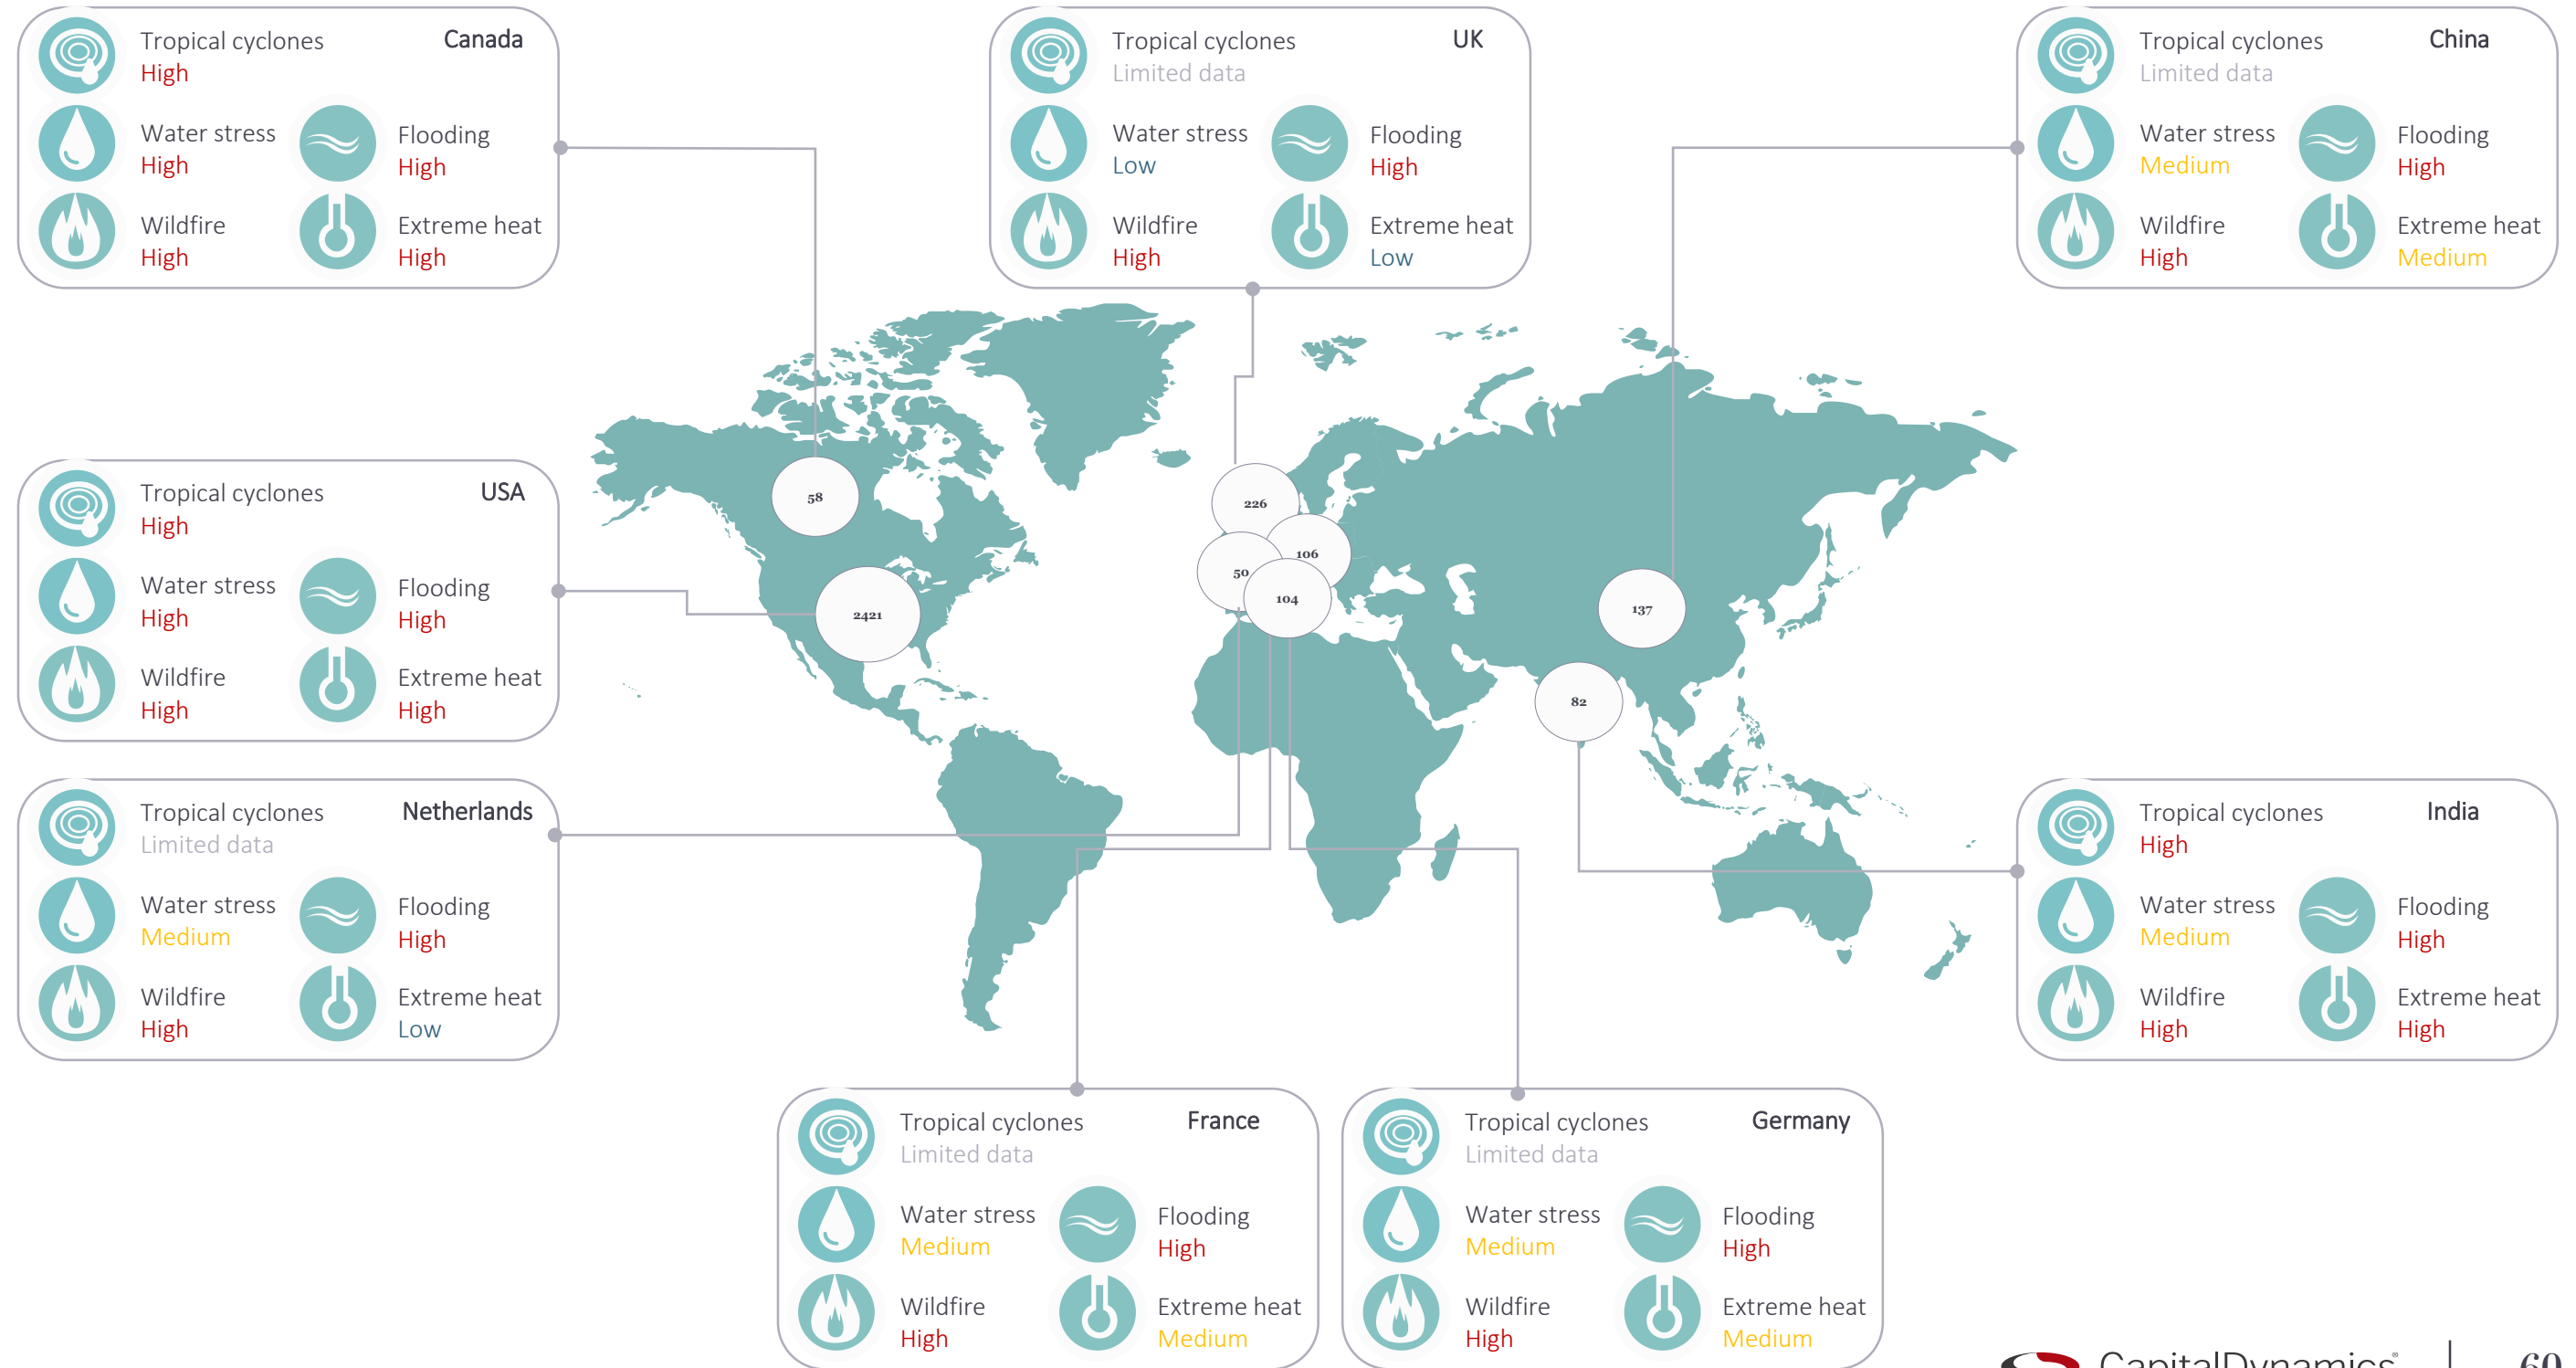 Canada
Tropical cyclones
High
Water stress
High
Flooding
High
Wildfire
High
Extreme heat
High
UK
Tropical cyclones
Limited data
Water stress
Low
Flooding
High
Wildfire
High
Extreme heat
Low
China
Tropical cyclones
Limited data
Water stress
Medium
Flooding
High
Wildfire
High
Extreme heat
Medium
USA
Tropical cyclones
High
Water stress
High
Flooding
High
Wildfire
High
Extreme heat
High
58
226
106
50
104
2421
137
82
Netherlands
Tropical cyclones
Limited data
Water stress
Medium
Flooding
High
Wildfire
High
Extreme heat
Low
India
Tropical cyclones
High
Water stress
Medium
Flooding
High
Wildfire
High
Extreme heat
High
France
Tropical cyclones
Limited data
Water stress
Medium
Flooding
High
Wildfire
High
Extreme heat
Medium
Germany
Tropical cyclones
Limited data
Water stress
Medium
Flooding
High
Wildfire
High
Extreme heat
Medium
CapitalDynamics®